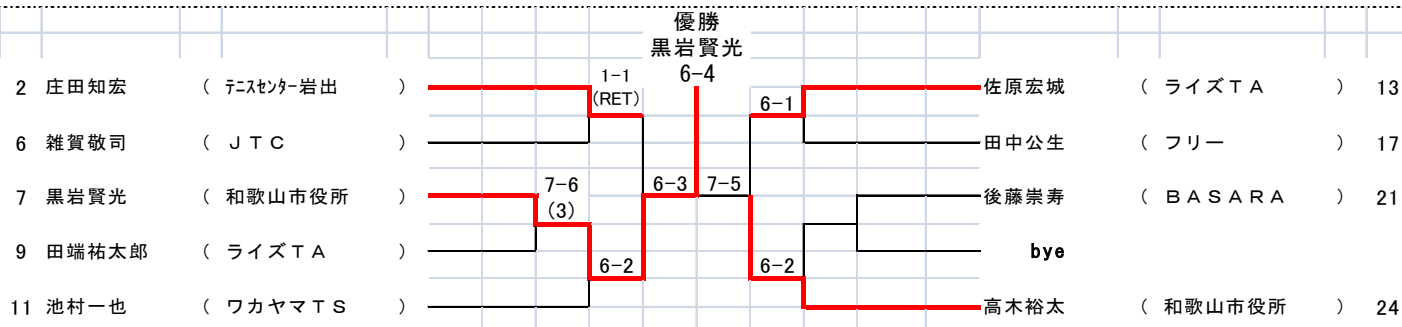 優勝
黒岩賢光
6-4
2 庄田知宏 ( ﾃﾆｽｾﾝﾀｰ岩出 ) 1-1 (RET) 6-1 佐原宏城 ( ライズＴＡ ) 13
6 雑賀敬司 ( ＪＴＣ ) 田中公生 ( フリー ) 17
7 黒岩賢光 ( 和歌山市役所 ) 7-6 (3) 6-3 7-5 後藤崇寿 ( ＢＡＳＡＲＡ ) 21
9 田端祐太郎 ( ライズＴＡ ) 6-2 6-2 bye
11 池村一也 ( ワカヤマＴＳ ) 高木裕太 ( 和歌山市役所 ) 24